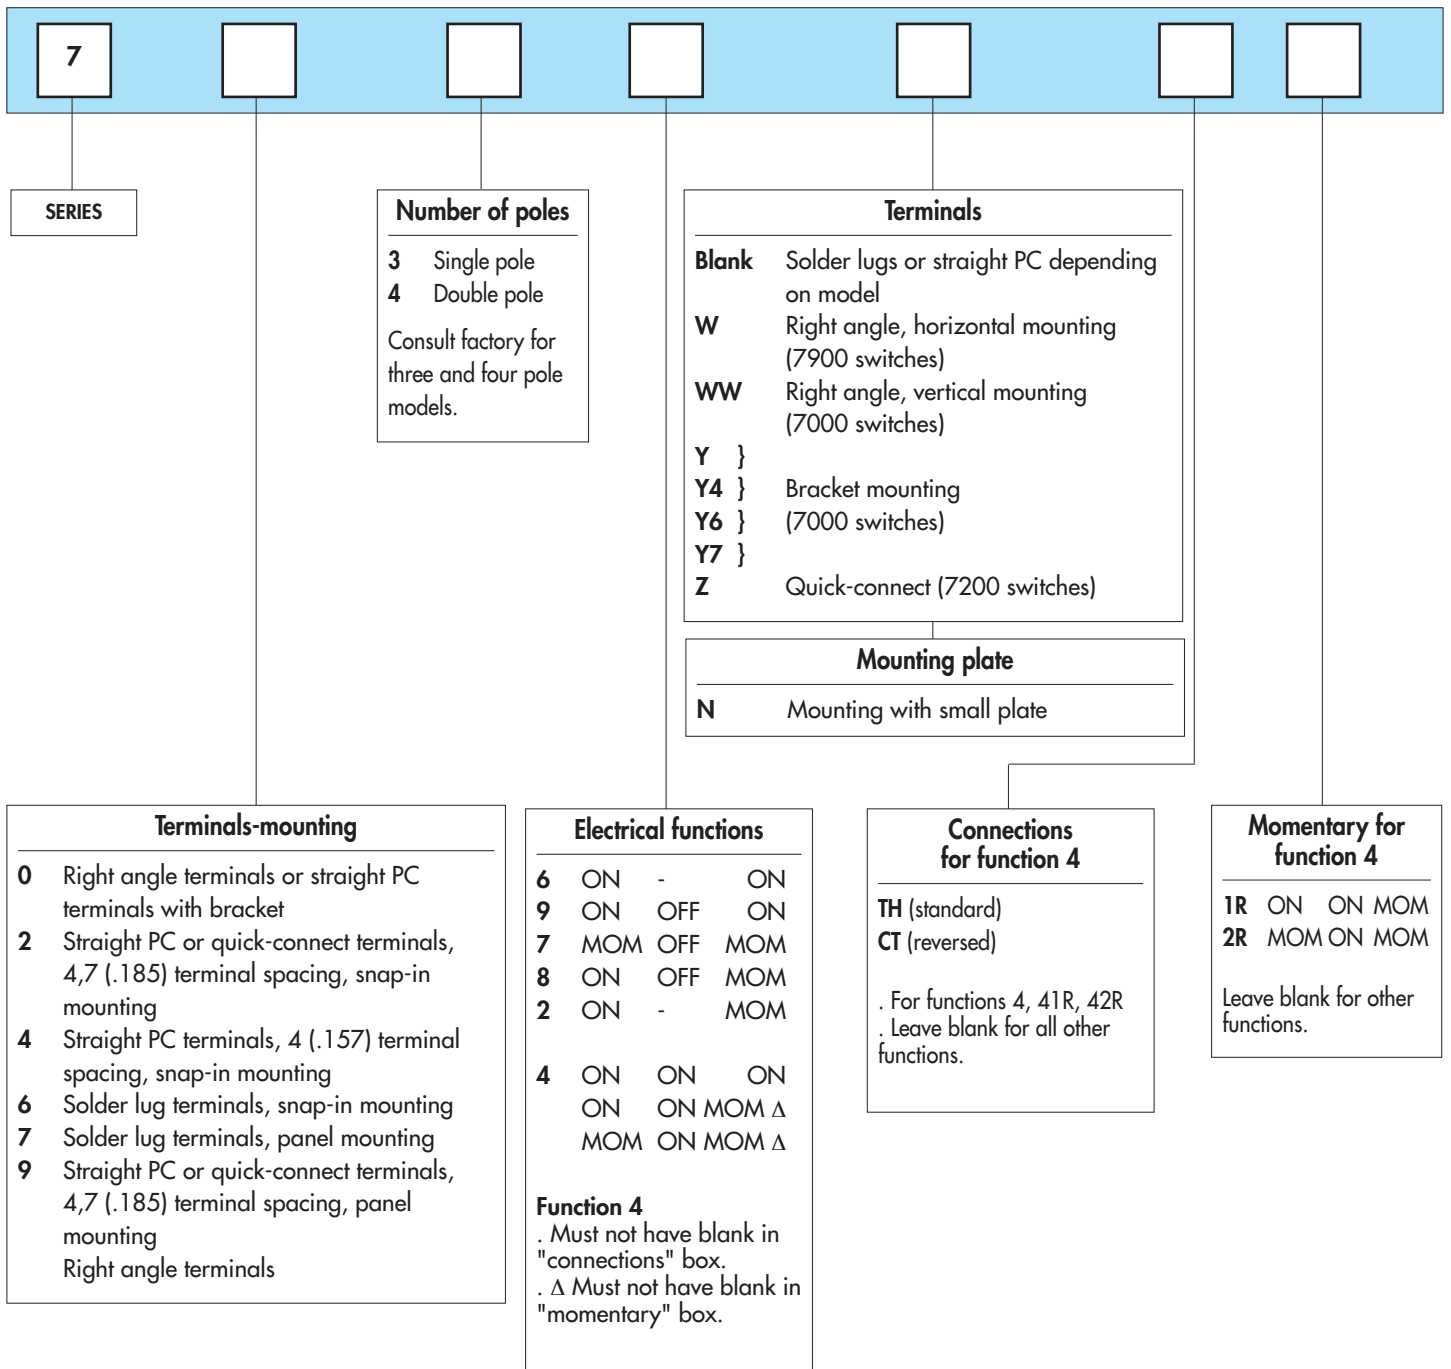 7
SERIES
Number of poles
3 Single pole
4 Double pole
Consult factory for
three and four pole
models.
Terminals
Blank Solder lugs or straight PC depending
on model
W Right angle, horizontal mounting
(7900 switches)
WW Right angle, vertical mounting
(7000 switches)
Y }
Y4 } Bracket mounting
Y6 } (7000 switches)
Y7 }
Z Quick-connect (7200 switches)
Mounting plate
N Mounting with small plate
Terminals-mounting
0 Right angle terminals or straight PC
terminals with bracket
2 Straight PC or quick-connect terminals,
4,7 (.185) terminal spacing, snap-in
mounting
4 Straight PC terminals, 4 (.157) terminal
spacing, snap-in mounting
6 Solder lug terminals, snap-in mounting
7 Solder lug terminals, panel mounting
9 Straight PC or quick-connect terminals,
4,7 (.185) terminal spacing, panel
mounting
Right angle terminals
Electrical functions
6 ON - ON
9 ON OFF ON
7 MOM OFF MOM
8 ON OFF MOM
2 ON - MOM
4 ON ON ON
ON ON MOM Δ
MOM ON MOM Δ
Function 4
. Must not have blank in
"connections" box.
. Δ Must not have blank in
"momentary" box.
Connections
for function 4
TH (standard)
CT (reversed)
. For functions 4, 41R, 42R
. Leave blank for all other
functions.
Momentary for
function 4
1R ON ON MOM
2R MOM ON MOM
Leave blank for other
functions.